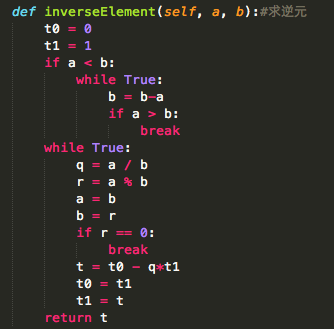 def inverseElement(self, a, b):#求逆元
    t0 = 0
    t1 = 1
    if a < b:
        while True:
            b = b-a
            if a > b:
                break
    while True:
        q = a / b
        r = a % b
        a = b
        b = r
        if r == 0:
            break
        t = t0 - q*t1
        t0 = t1
        t1 = t
    return t